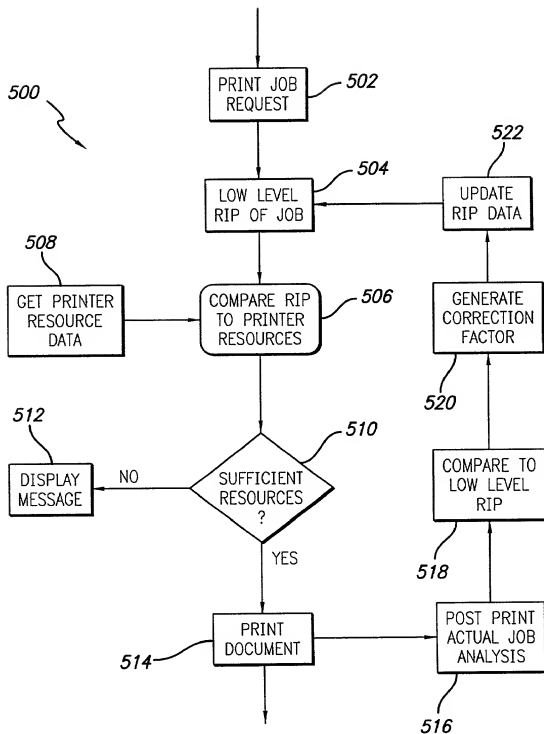 500
PRINT JOB
REQUEST
502
LOW LEVEL
RIP OF JOB
504
UPDATE
RIP DATA
522
508
GET PRINTER
RESOURCE
DATA
COMPARE RIP
TO PRINTER
RESOURCES
506
GENERATE
CORRECTION
FACTOR
520
512
DISPLAY
MESSAGE
NO
510
SUFFICIENT
RESOURCES
?
YES
COMPARE TO
LOW LEVEL
RIP
518
514
PRINT
DOCUMENT
POST PRINT
ACTUAL JOB
ANALYSIS
516